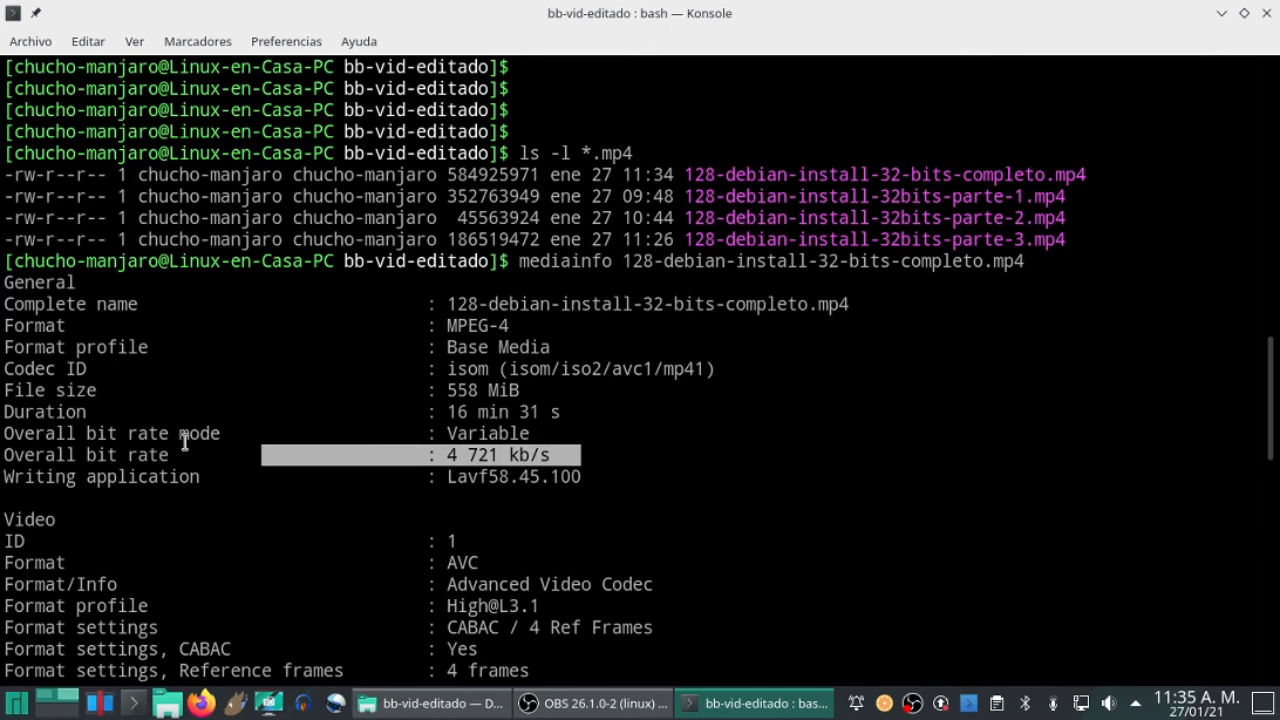 bb-vid-editado : bash — Konsole
Archivo Editar Ver Marcadores Preferencias Ayuda
[chucho-manjaro@Linux-en-Casa-PC bb-vid-editado]$
[chucho-manjaro@Linux-en-Casa-PC bb-vid-editado]$
[chucho-manjaro@Linux-en-Casa-PC bb-vid-editado]$
[chucho-manjaro@Linux-en-Casa-PC bb-vid-editado]$
[chucho-manjaro@Linux-en-Casa-PC bb-vid-editado]$ ls -l *.mp4
-rw-r--r-- 1 chucho-manjaro chucho-manjaro 584925971 ene 27 11:34 128-debian-install-32-bits-completo.mp4
-rw-r--r-- 1 chucho-manjaro chucho-manjaro 352763949 ene 27 09:48 128-debian-install-32bits-parte-1.mp4
-rw-r--r-- 1 chucho-manjaro chucho-manjaro  45563924 ene 27 10:44 128-debian-install-32bits-parte-2.mp4
-rw-r--r-- 1 chucho-manjaro chucho-manjaro 186519472 ene 27 11:26 128-debian-install-32bits-parte-3.mp4
[chucho-manjaro@Linux-en-Casa-PC bb-vid-editado]$ mediainfo 128-debian-install-32-bits-completo.mp4
General
Complete name : 128-debian-install-32-bits-completo.mp4
Format : MPEG-4
Format profile : Base Media
Codec ID : isom (isom/iso2/avc1/mp41)
File size : 558 MiB
Duration : 16 min 31 s
Overall bit rate mode : Variable
Overall bit rate : 4 721 kb/s
Writing application : Lavf58.45.100
Video
ID : 1
Format : AVC
Format/Info : Advanced Video Codec
Format profile : High@L3.1
Format settings : CABAC / 4 Ref Frames
Format settings, CABAC : Yes
Format settings, Reference frames : 4 frames
bb-vid-editado — D... OBS 26.1.0-2 (linux) ... bb-vid-editado : bas... 11:35 A. M.
27/01/21